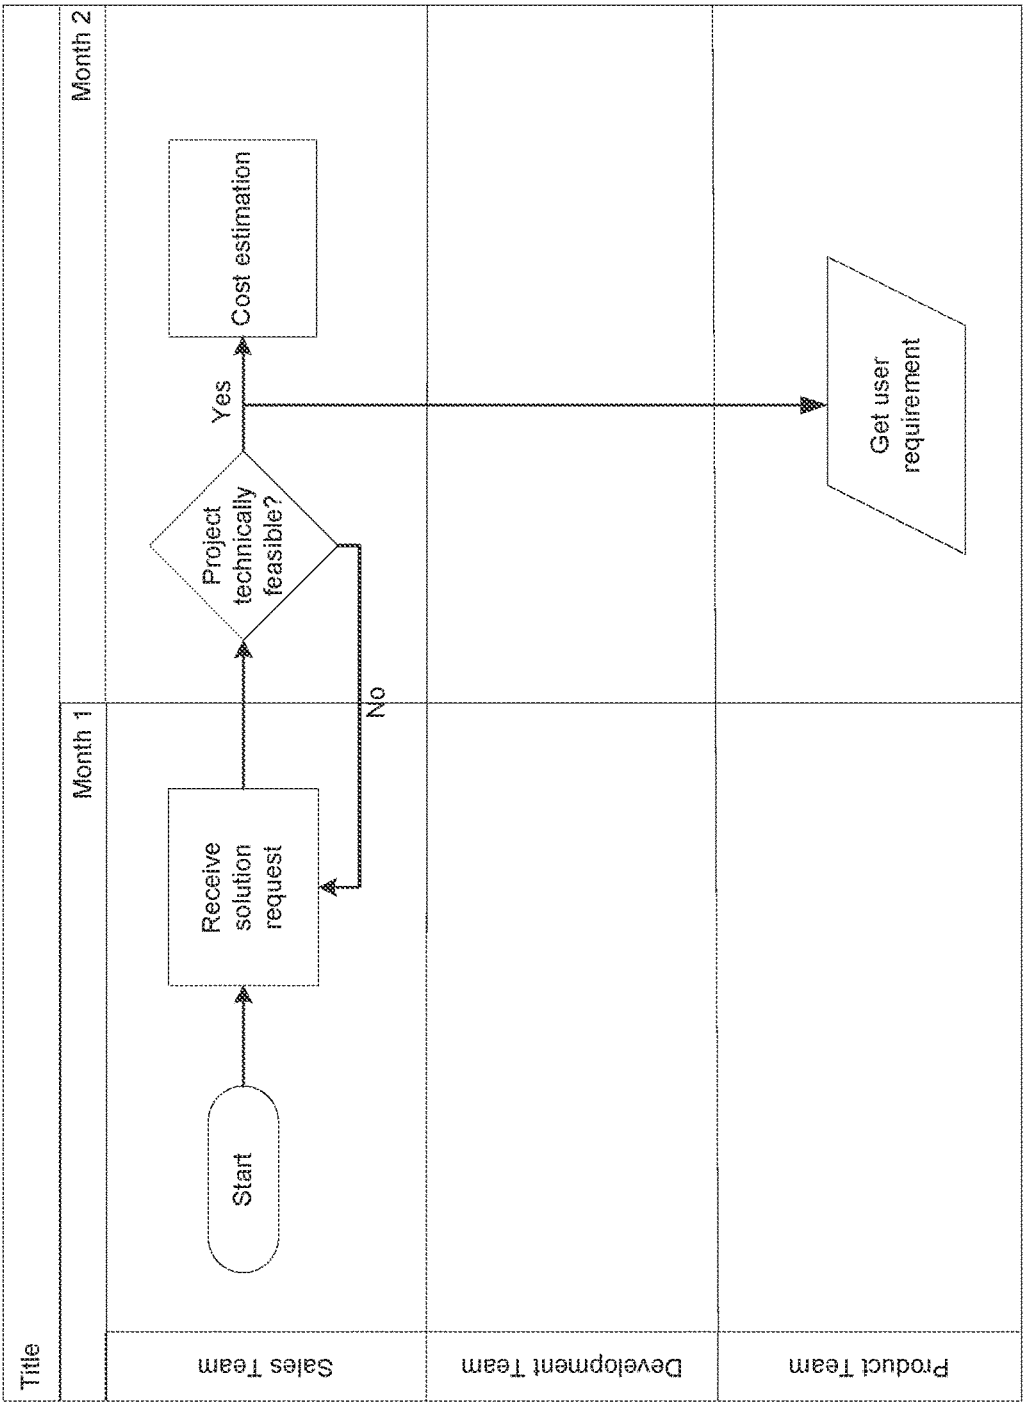 Title
Month 1
Month 2
Sales Team
Start
Receive
solution
request
Project
technically
feasible?
Yes
Cost estimation
No
Development Team
Product Team
Get user
requirement